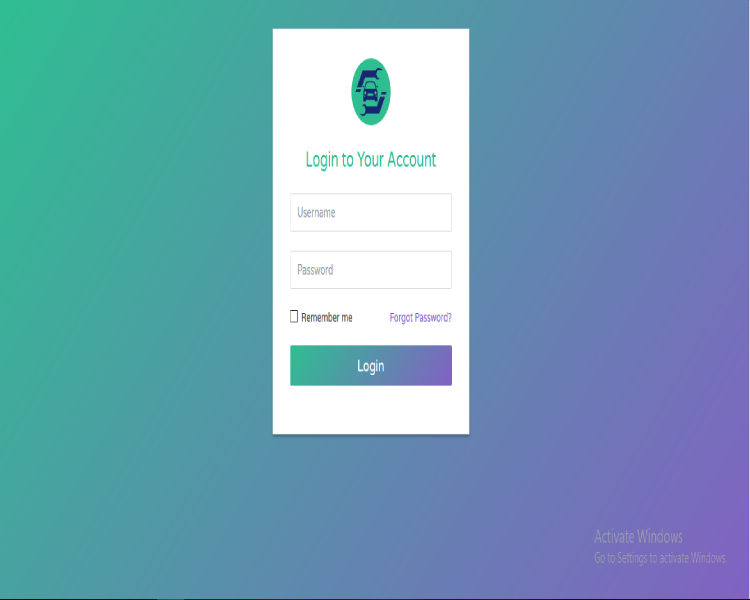 Login to Your Account
Username
Password
Remember me Forgot Password?
Login
Activate Windows
Go to Settings to activate Windows.